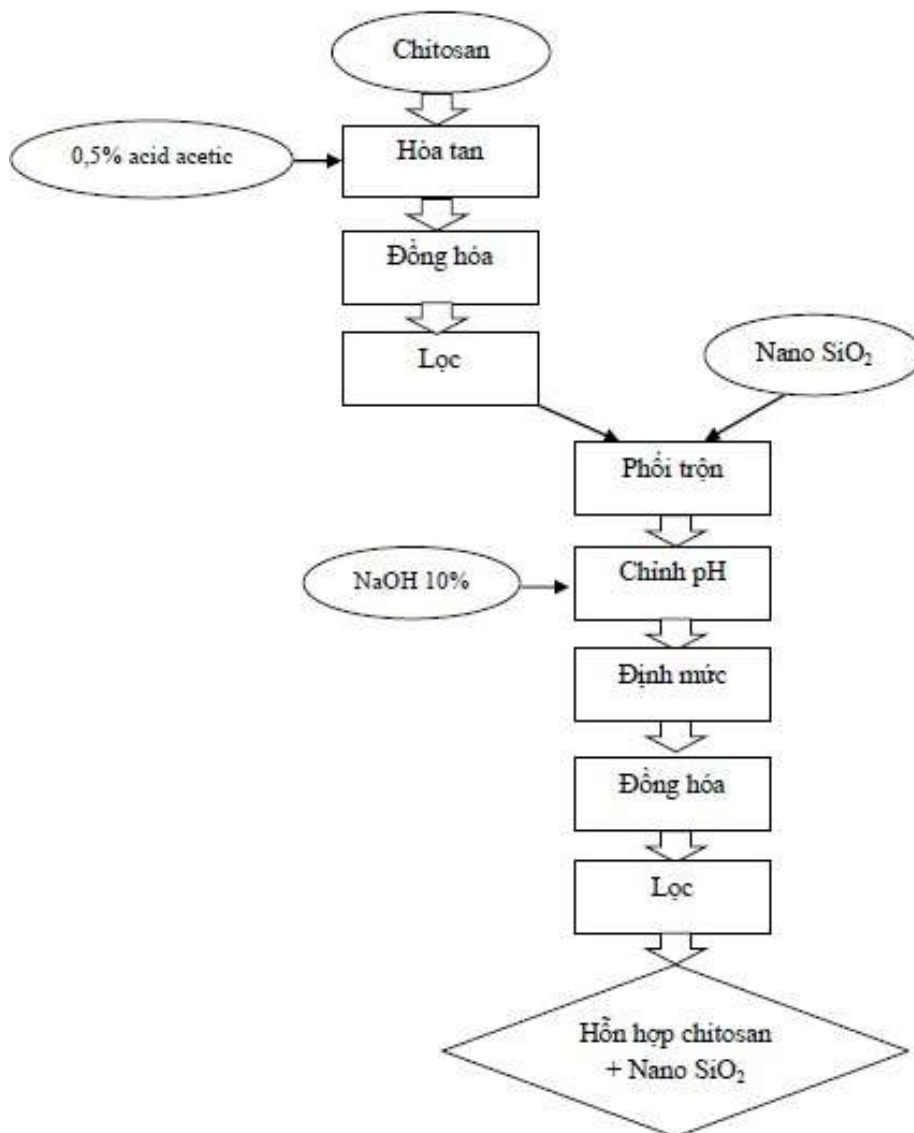 Chitosan
0,5% acid acetic
Hòa tan
Đồng hóa
Lọc
Nano SiO₂
Phối trộn
NaOH 10%
Chỉnh pH
Định mức
Đồng hóa
Lọc
Hỗn hợp chitosan
+ Nano SiO₂